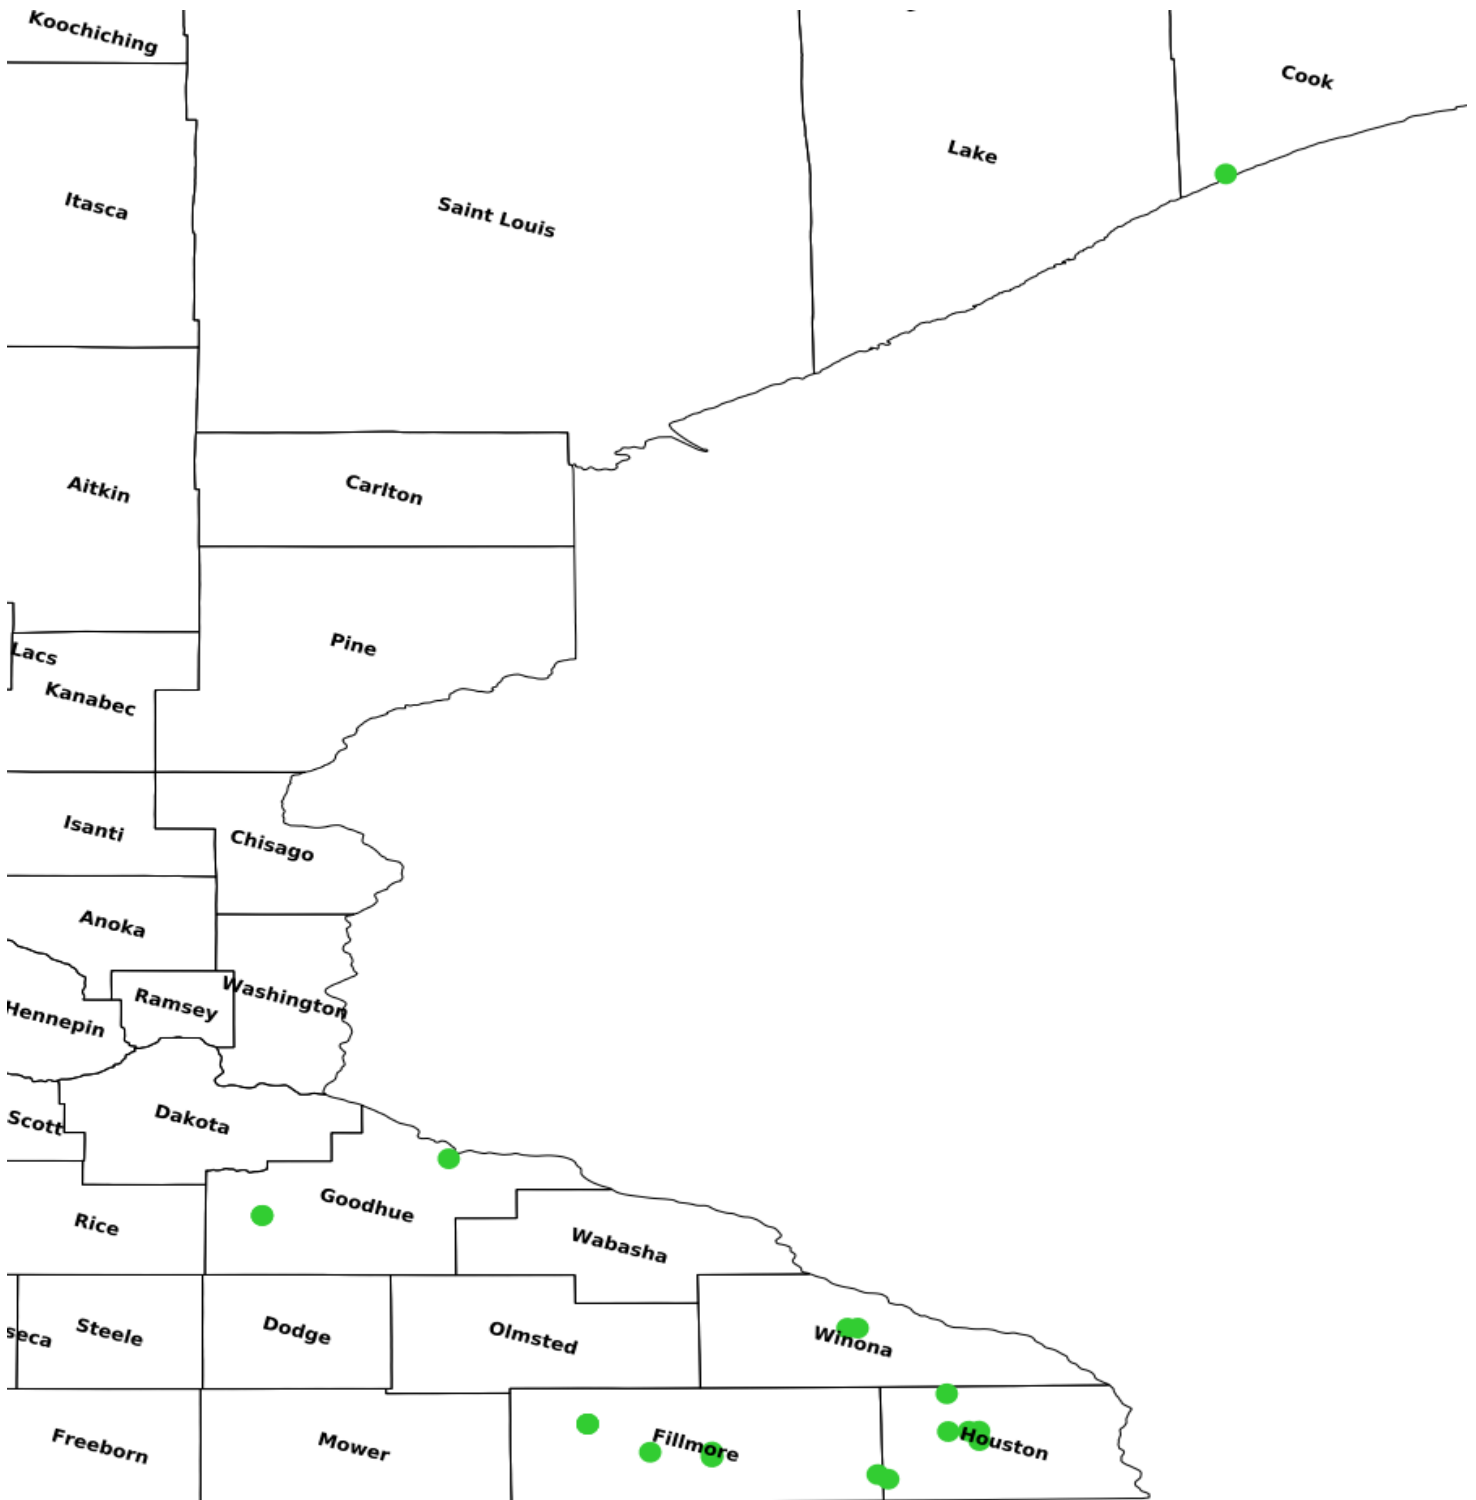 Koochiching
Cook
Lake
Itasca
Saint Louis
Aitkin
Carlton
Pine
Lacs
Kanabec
Isanti
Chisago
Anoka
Ramsey
Washington
Hennepin
Scott
Dakota
Goodhue
Rice
Wabasha
seca
Steele
Dodge
Olmsted
Winona
Freeborn
Mower
Fillmore
Houston